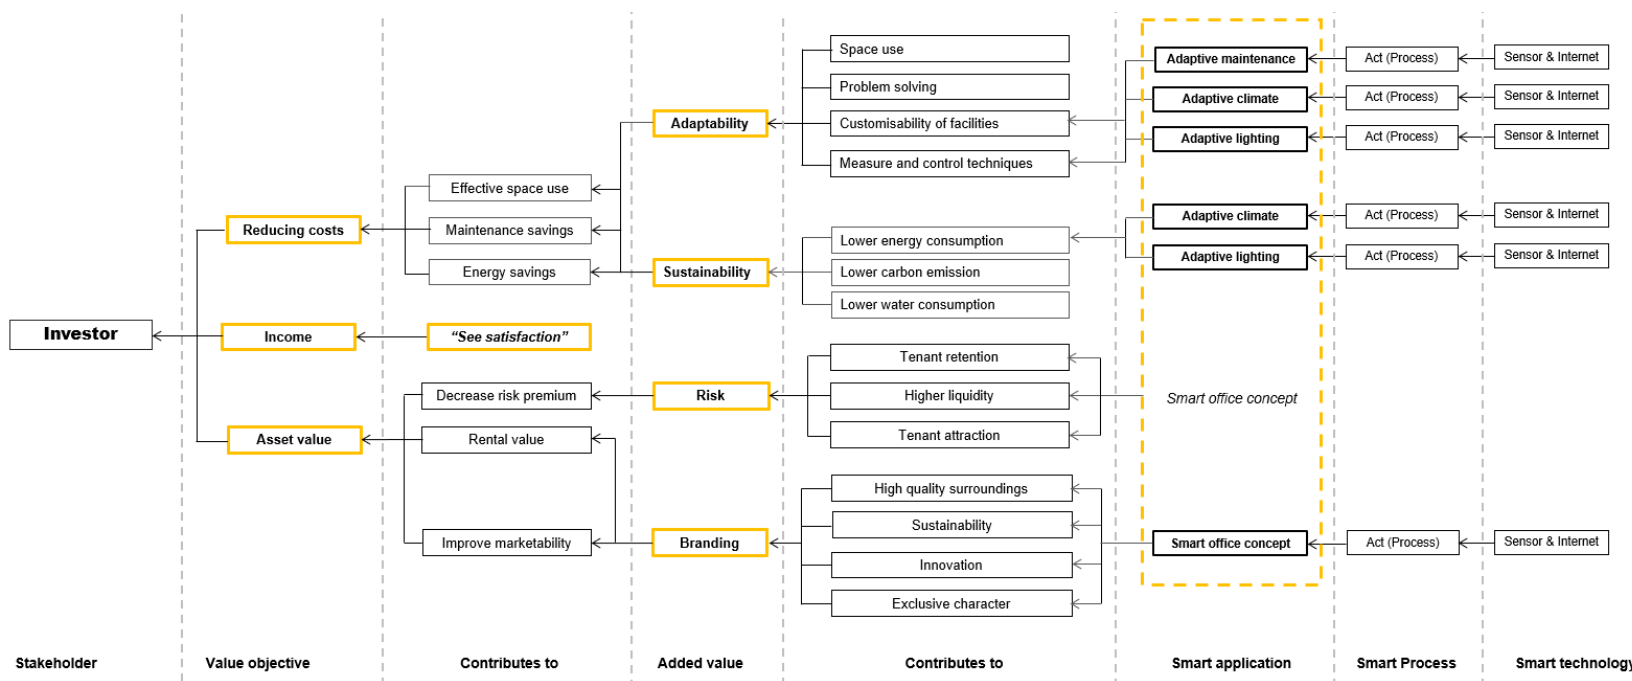 Space use
Adaptive maintenance
Act (Process)
Sensor & Internet
Problem solving
Adaptive climate
Act (Process)
Sensor & Internet
Adaptability
Customisability of facilities
Adaptive lighting
Act (Process)
Sensor & Internet
Measure and control techniques
Effective space use
Adaptive climate
Act (Process)
Sensor & Internet
Reducing costs
Maintenance savings
Lower energy consumption
Adaptive lighting
Act (Process)
Sensor & Internet
Energy savings
Sustainability
Lower carbon emission
Lower water consumption
Investor
Income
“See satisfaction”
Tenant retention
Decrease risk premium
Risk
Higher liquidity
Smart office concept
Asset value
Rental value
Tenant attraction
High quality surroundings
Sustainability
Improve marketability
Branding
Smart office concept
Act (Process)
Sensor & Internet
Innovation
Exclusive character
Stakeholder
Value objective
Contributes to
Added value
Contributes to
Smart application
Smart Process
Smart technology